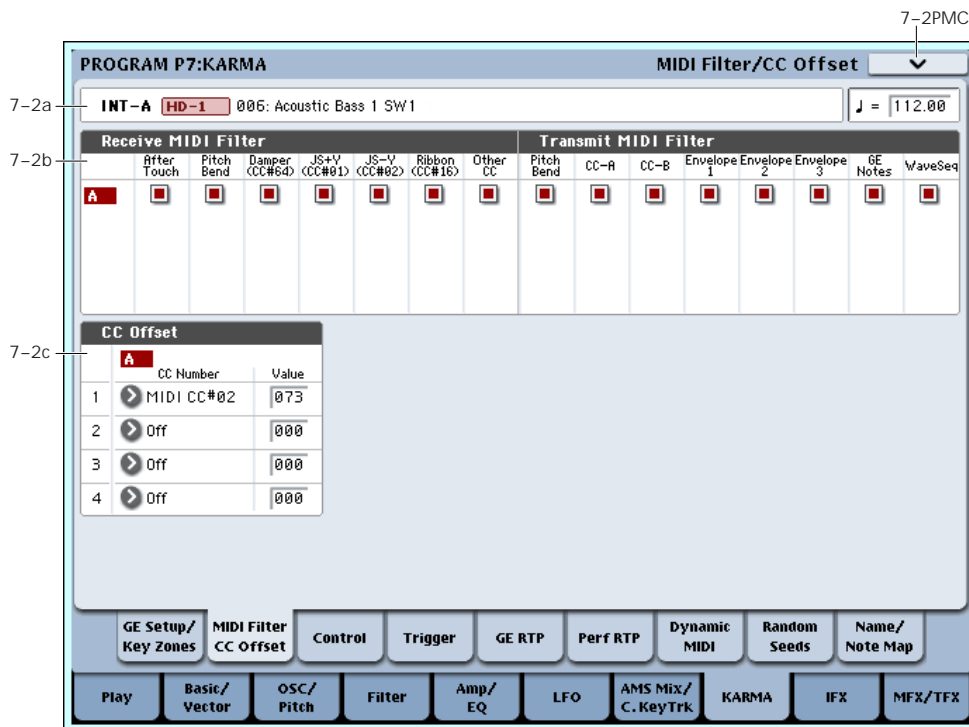 7-2PMC
PROGRAM P7:KARMA
MIDI Filter/CC Offset
7-2a
INT-A HD-1 006: Acoustic Bass 1 SW1
♩ = 112.00
7-2b
Receive MIDI Filter
Transmit MIDI Filter
After Touch
Pitch Bend
Damper (CC#64)
JS+Y (CC#01)
JS-Y (CC#02)
Ribbon (CC#16)
Other CC
Pitch Bend
CC-A
CC-B
Envelope 1
Envelope 2
Envelope 3
GE Notes
WaveSeq
A
CC Offset
7-2c
A
CC Number Value
1 MIDI CC#02 073
2 Off 000
3 Off 000
4 Off 000
GE Setup/ Key Zones
MIDI Filter CC Offset
Control
Trigger
GE RTP
Perf RTP
Dynamic MIDI
Random Seeds
Name/ Note Map
Play
Basic/ Vector
OSC/ Pitch
Filter
Amp/ EQ
LFO
AMS Mix/ C.KeyTrk
KARMA
IFX
MFX/TFX